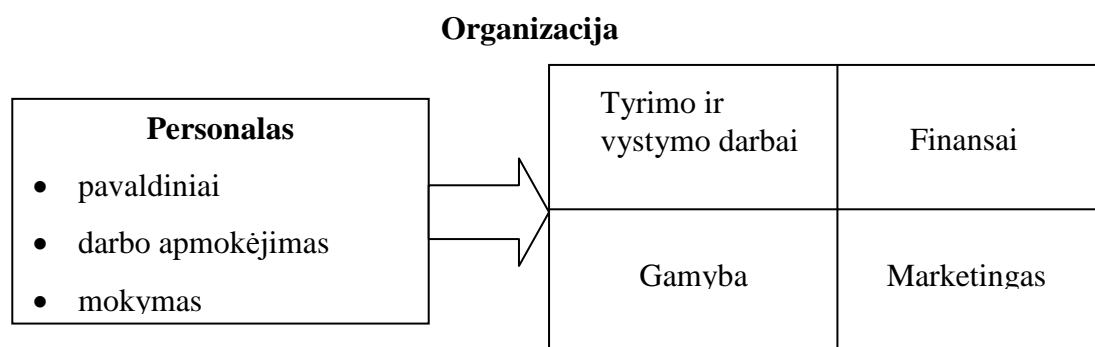 Organizacija
Personalas
• pavaldiniai
• darbo apmokėjimas
• mokymas
Tyrimo ir
vystymo darbai
Finansai
Gamyba
Marketingas